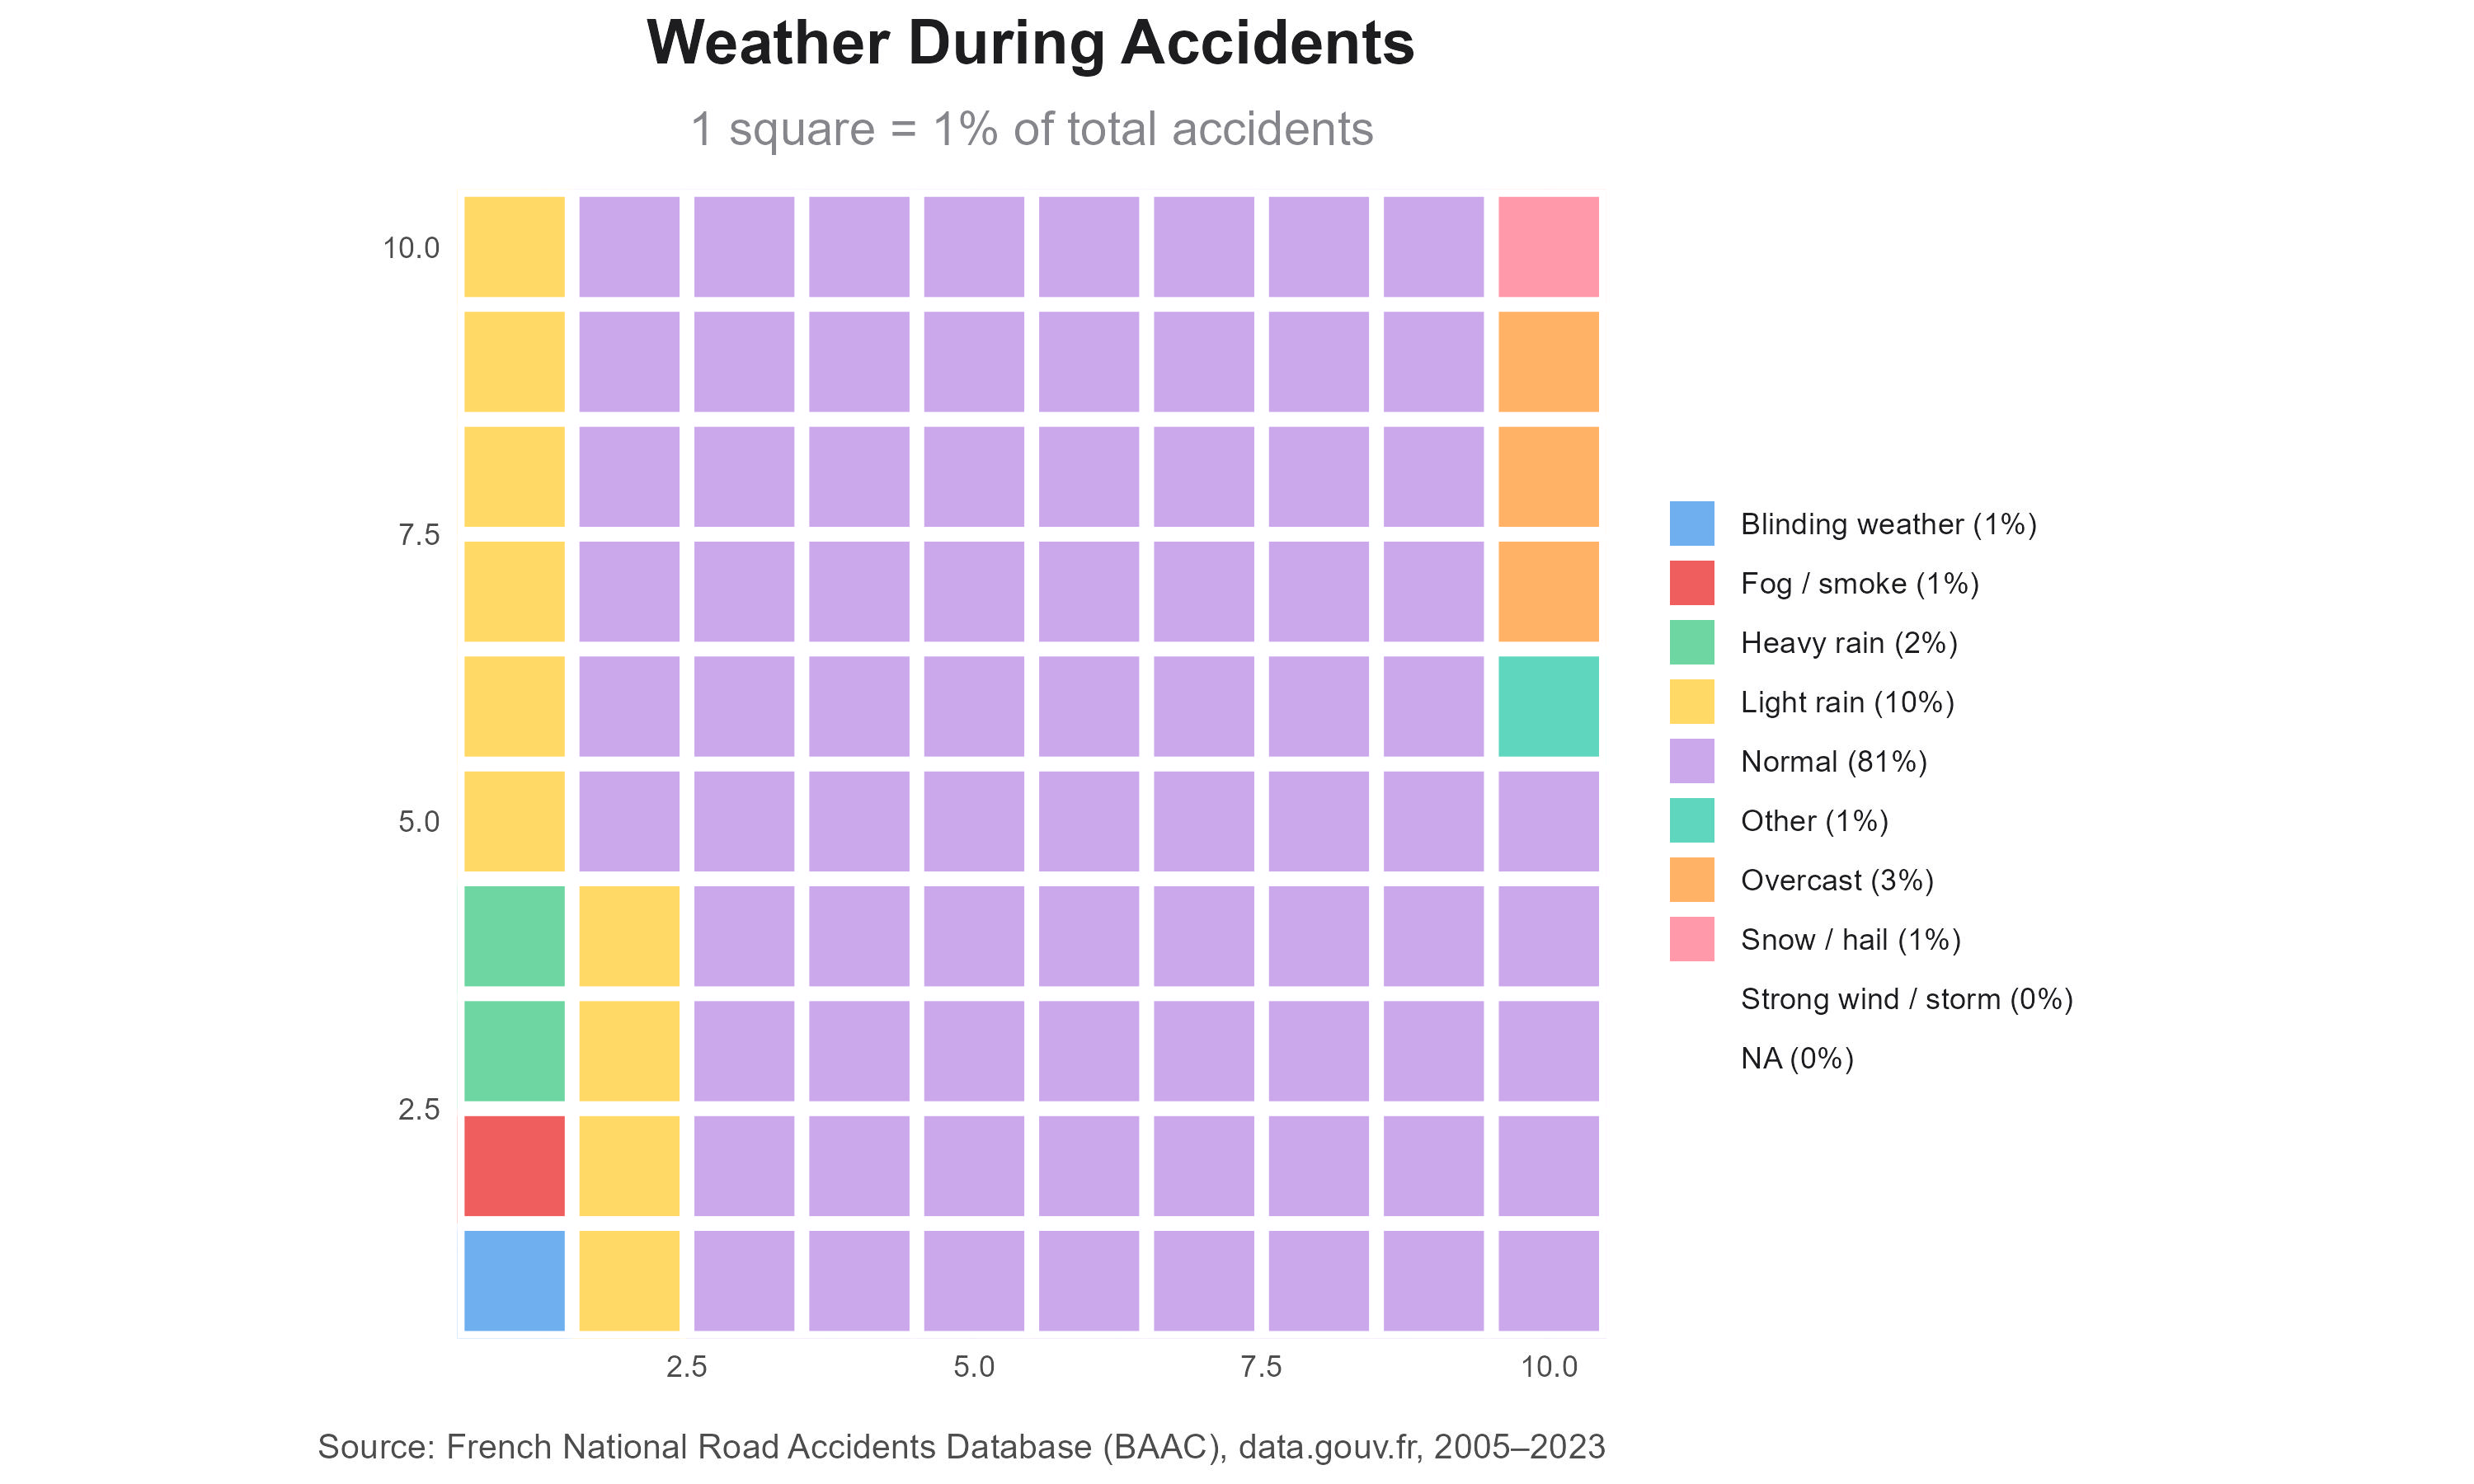 Weather During Accidents
1 square = 1% of total accidents
10.0
7.5
5.0
2.5
2.5
5.0
7.5
10.0
Blinding weather (1%)
Fog / smoke (1%)
Heavy rain (2%)
Light rain (10%)
Normal (81%)
Other (1%)
Overcast (3%)
Snow / hail (1%)
Strong wind / storm (0%)
NA (0%)
Source: French National Road Accidents Database (BAAC), data.gouv.fr, 2005–2023